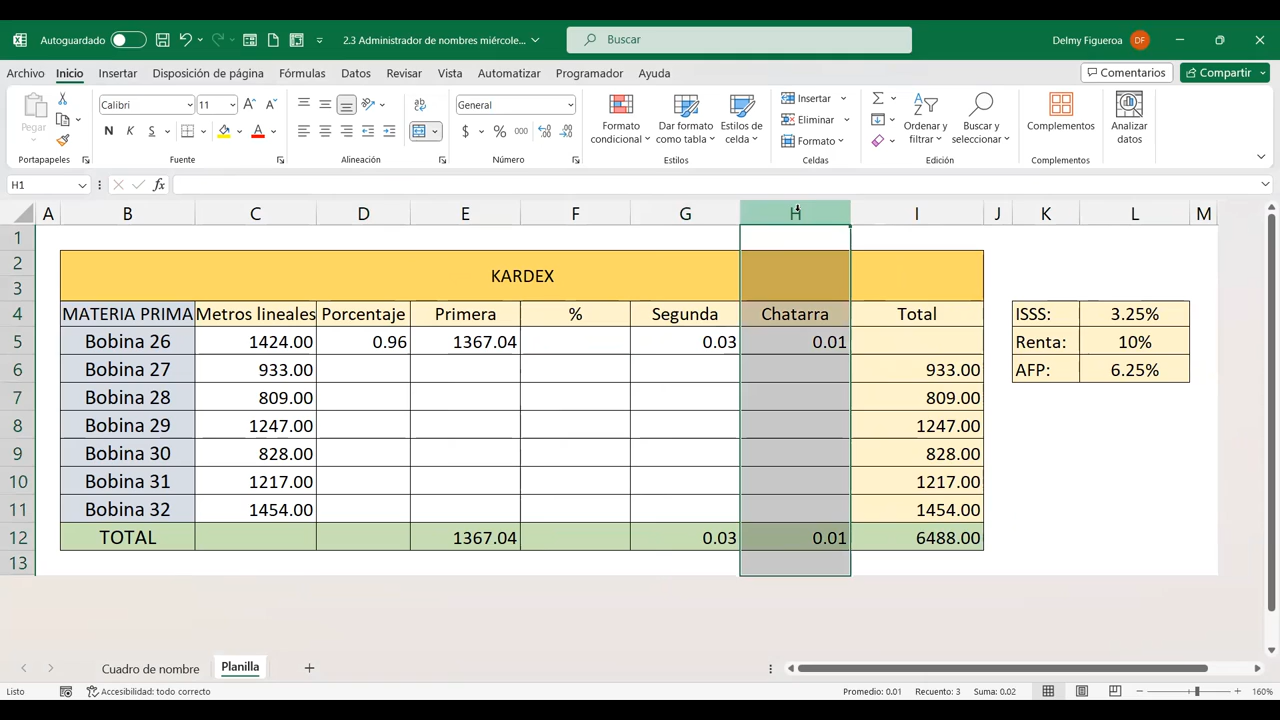 Autoguardado 2.3 Administrador de nombres miércole... Buscar Delmy Figueroa DF
Archivo Inicio Insertar Disposición de página Fórmulas Datos Revisar Vista Automatizar Programador Ayuda Comentarios Compartir
Pegar Calibri 11 N K S General $ % 000 Formato condicional Dar formato como tabla Estilos de celda Insertar Eliminar Formato Ordenar y filtrar Buscar y seleccionar Complementos Analizar datos
Portapapeles Fuente Alineación Número Estilos Celdas Edición Complementos
H1 fx
A B C D E F G H I J K L M
1
2 KARDEX
3
4 MATERIA PRIMA Metros lineales Porcentaje Primera % Segunda Chatarra Total ISSS: 3.25%
5 Bobina 26 1424.00 0.96 1367.04 0.03 0.01 Renta: 10%
6 Bobina 27 933.00 933.00 AFP: 6.25%
7 Bobina 28 809.00 809.00
8 Bobina 29 1247.00 1247.00
9 Bobina 30 828.00 828.00
10 Bobina 31 1217.00 1217.00
11 Bobina 32 1454.00 1454.00
12 TOTAL 1367.04 0.03 0.01 6488.00
13
Cuadro de nombre Planilla
Listo Accesibilidad: todo correcto Promedio: 0.01 Recuento: 3 Suma: 0.02 160%